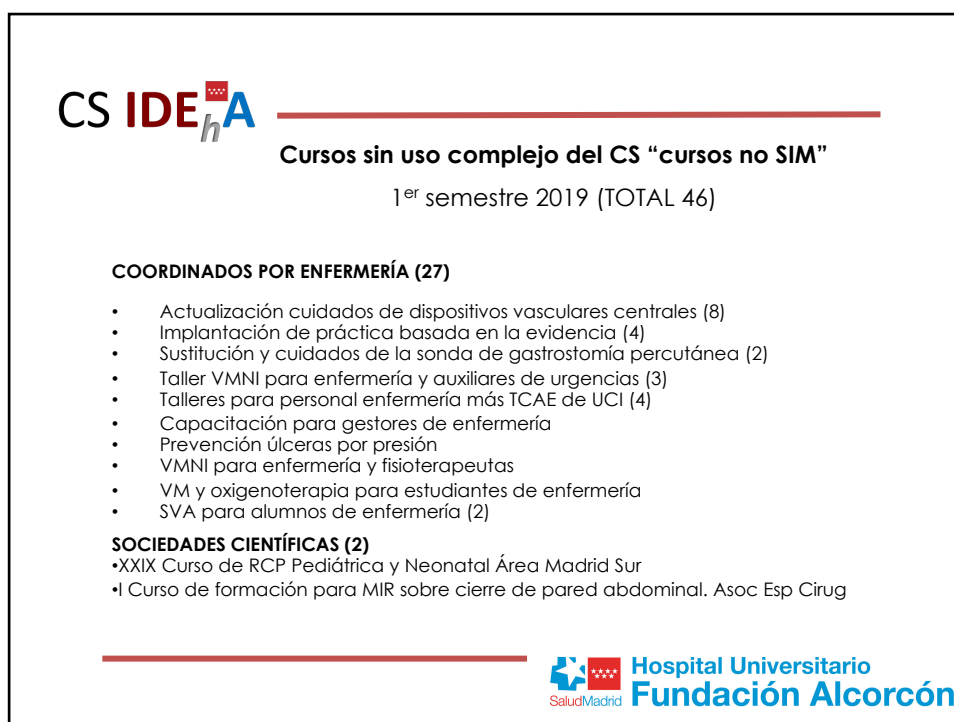 CS IDEhA
Cursos sin uso complejo del CS “cursos no SIM”
1er semestre 2019 (TOTAL 46)
COORDINADOS POR ENFERMERÍA (27)
• Actualización cuidados de dispositivos vasculares centrales (8)
• Implantación de práctica basada en la evidencia (4)
• Sustitución y cuidados de la sonda de gastrostomía percutánea (2)
• Taller VMNI para enfermería y auxiliares de urgencias (3)
• Talleres para personal enfermería más TCAE de UCI (4)
• Capacitación para gestores de enfermería
• Prevención úlceras por presión
• VMNI para enfermería y fisioterapeutas
• VM y oxigenoterapia para estudiantes de enfermería
• SVA para alumnos de enfermería (2)
SOCIEDADES CIENTÍFICAS (2)
•XXIX Curso de RCP Pediátrica y Neonatal Área Madrid Sur
•I Curso de formación para MIR sobre cierre de pared abdominal. Asoc Esp Cirug
SaludMadrid
Hospital Universitario
Fundación Alcorcón